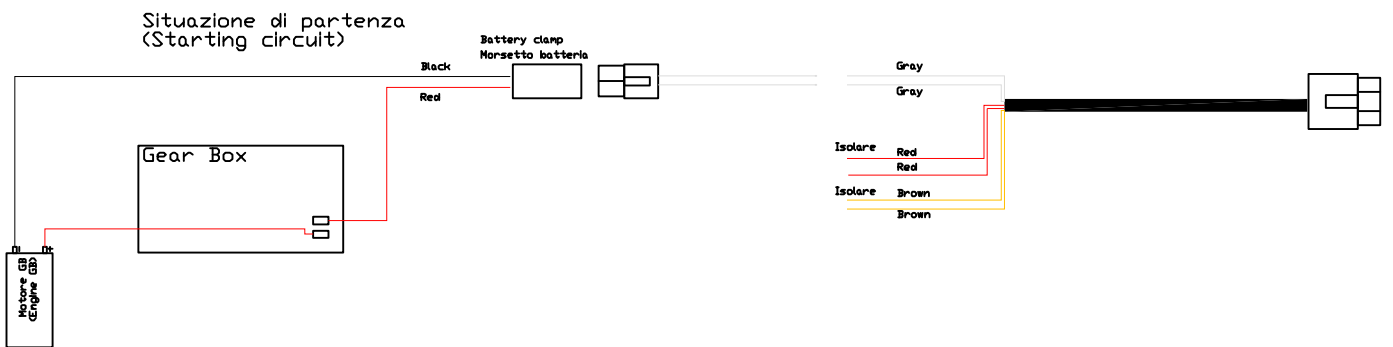 Situazione di partenza
(Starting circuit)
Battery clamp
Morsetto batteria
Black
Red
Gray
Gray
Isolare
Red
Red
Isolare
Brown
Brown
Gear Box
- +
Motore GB
(Engine GB)